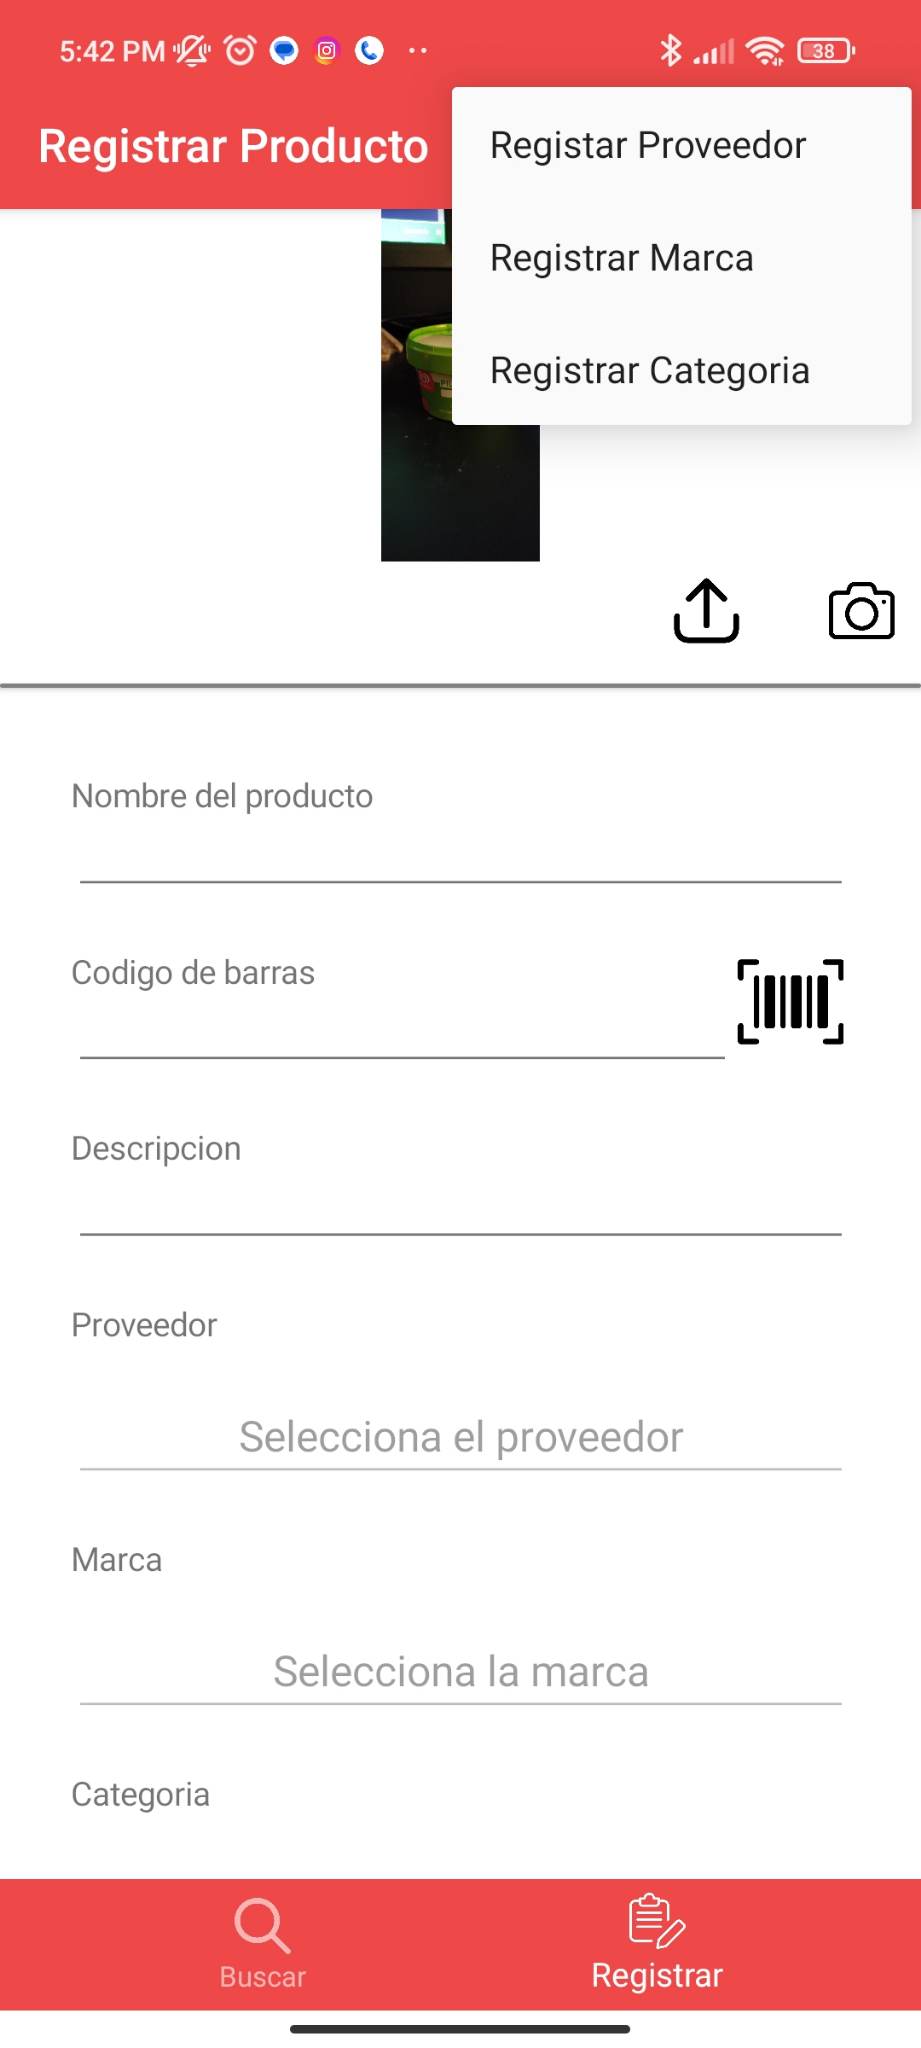 5:42 PM
38
Registrar Producto
Registar Proveedor
Registrar Marca
Registrar Categoria
Nombre del producto
Codigo de barras
Descripcion
Proveedor
Selecciona el proveedor
Marca
Selecciona la marca
Categoria
Buscar
Registrar